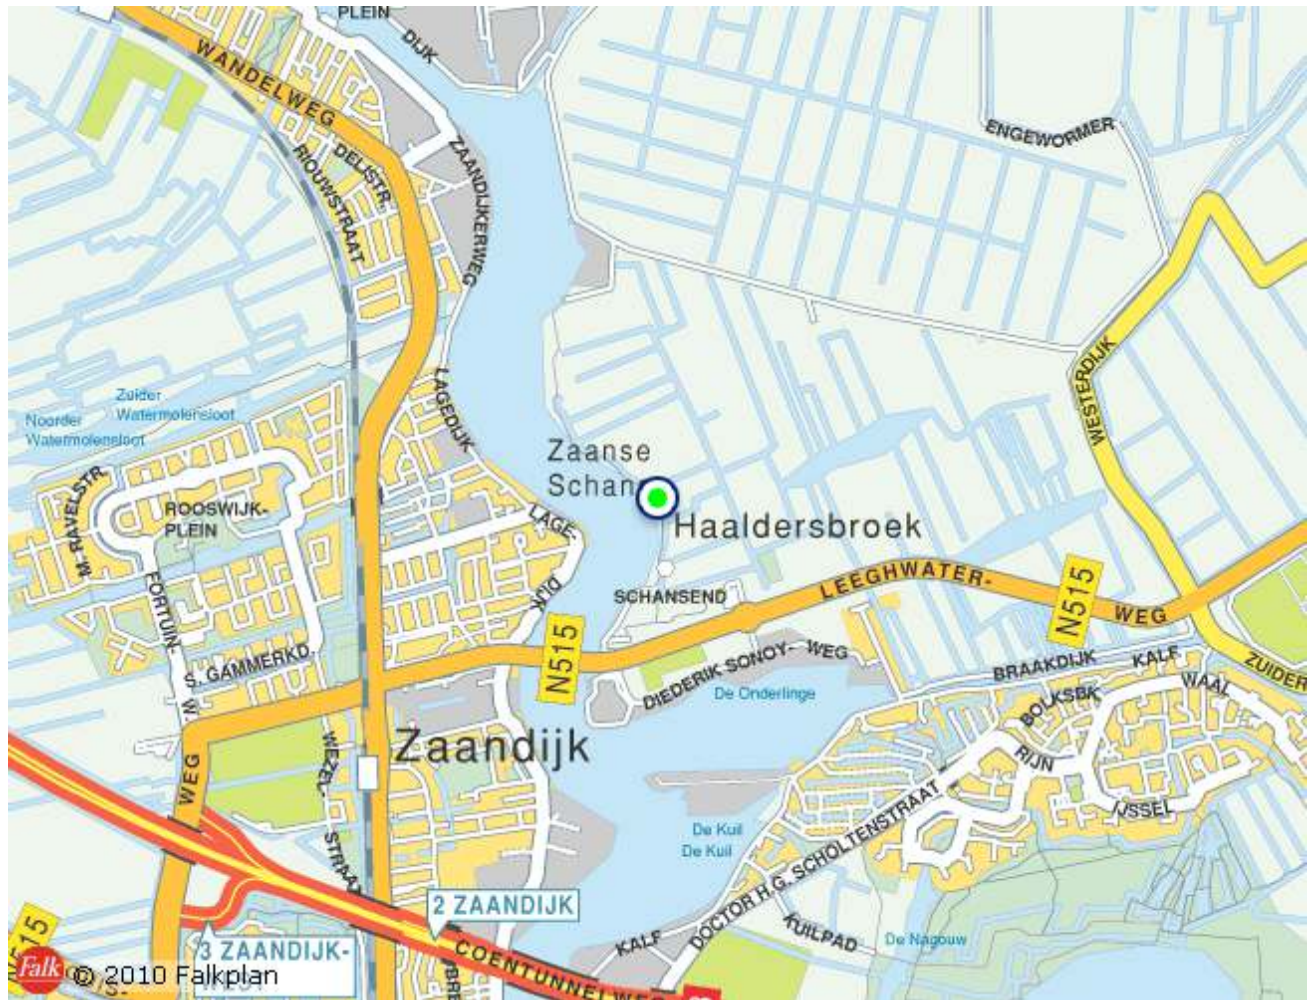 PLEIN
DIJK
WANDELWEG
DELISTR.
RIOUWSTRAAT
ZAANDIJKERWEG
ENGEWORMER
WESTERDIJK
LAGEDIJK
Zuider
Watermolensloot
Noorder
Watermolensloot
Zaanse
Schan
Haaldersbroek
M. RAVELSTR.
ROOSWIJK-
PLEIN
LAGE-
DIJK
FORTUIN-
W.
WEG
S. GAMMERKD.
SCHANSEND
LEEGHWATER-
WEG
N515
N515
DIEDERIK SONOY-
WEG
De Onderlinge
BRAAKDIJK
KALF
ZUIDER
BOLKSBK
WAAL
RIJN
IJSSEL
Zaandijk
WEZEL-
STRAAT
De Kuil
De Kuil
DOCTOR H.G. SCHOLTENSTRAAT
KUILPAD
De Nagouw
KALF
2 ZAANDIJK
COENTUNNELWEG
3 ZAANDIJK-
N515
Falk
© 2010 Falkplan